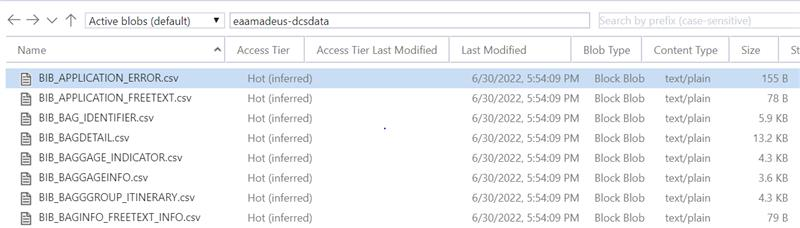 Active blobs (default) eaamadeus-dcsdata Search by prefix (case-sensitive)
Name Access Tier Access Tier Last Modified Last Modified Blob Type Content Type Size St
BIB_APPLICATION_ERROR.csv Hot (inferred) 6/30/2022, 5:54:09 PM Block Blob text/plain 155 B
BIB_APPLICATION_FREETEXT.csv Hot (inferred) 6/30/2022, 5:54:09 PM Block Blob text/plain 78 B
BIB_BAG_IDENTIFIER.csv Hot (inferred) 6/30/2022, 5:54:09 PM Block Blob text/plain 5.9 KB
BIB_BAGDETAIL.csv Hot (inferred) 6/30/2022, 5:54:09 PM Block Blob text/plain 13.2 KB
BIB_BAGGAGE_INDICATOR.csv Hot (inferred) 6/30/2022, 5:54:09 PM Block Blob text/plain 4.3 KB
BIB_BAGGAGEINFO.csv Hot (inferred) 6/30/2022, 5:54:09 PM Block Blob text/plain 3.6 KB
BIB_BAGGGROUP_ITINERARY.csv Hot (inferred) 6/30/2022, 5:54:09 PM Block Blob text/plain 4.3 KB
BIB_BAGINFO_FREETEXT_INFO.csv Hot (inferred) 6/30/2022, 5:54:09 PM Block Blob text/plain 79 B